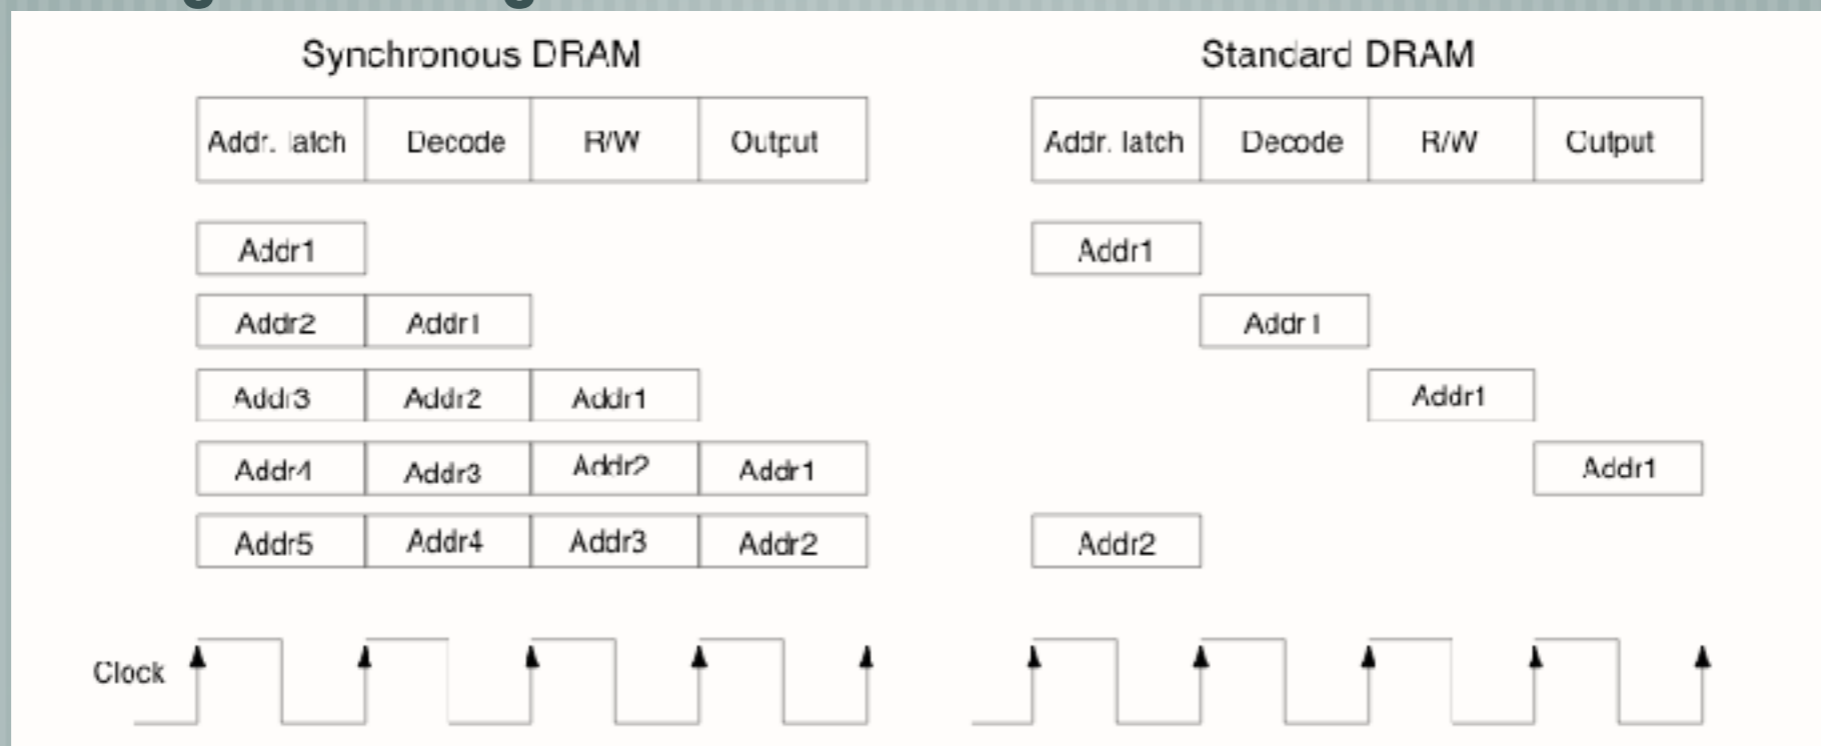 Synchronous DRAM
Addr. latch Decode R/W Output
Addr1
Addr2 Addr1
Addr3 Addr2 Addr1
Addr4 Addr3 Addr2 Addr1
Addr5 Addr4 Addr3 Addr2
Clock
Standard DRAM
Addr. latch Decode R/W Output
Addr1
Addr1
Addr1
Addr1
Addr2